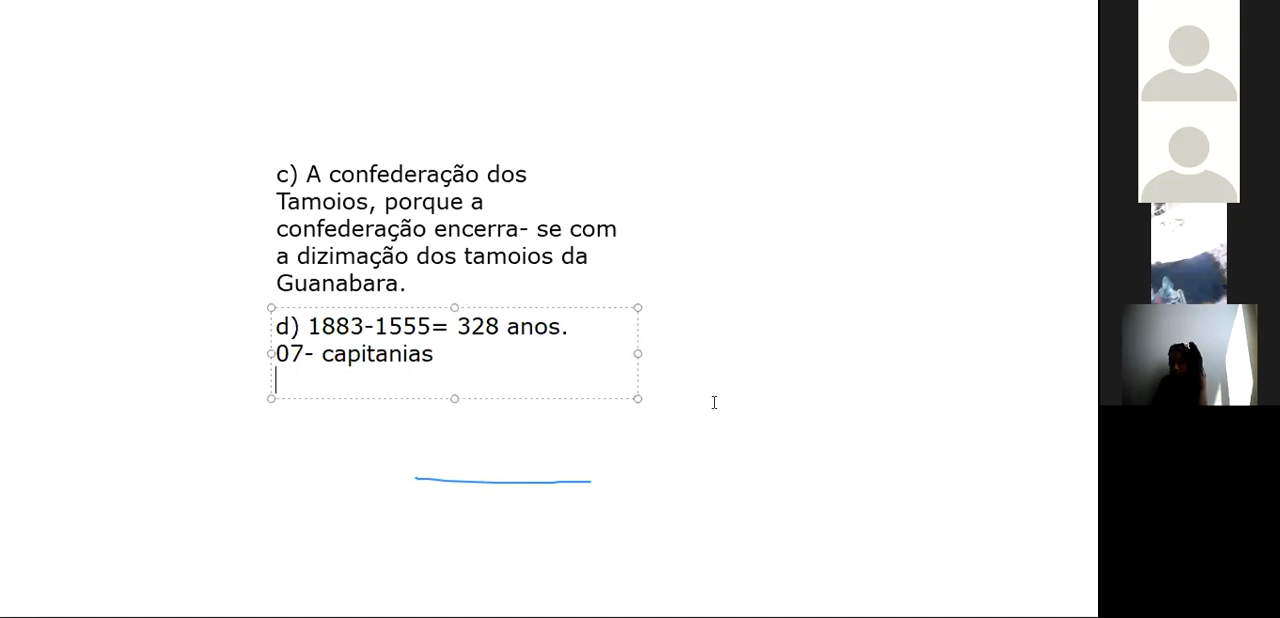 c) A confederação dos
Tamoios, porque a
confederação encerra- se com
a dizimação dos tamoios da
Guanabara.
d) 1883-1555= 328 anos.
07- capitanias